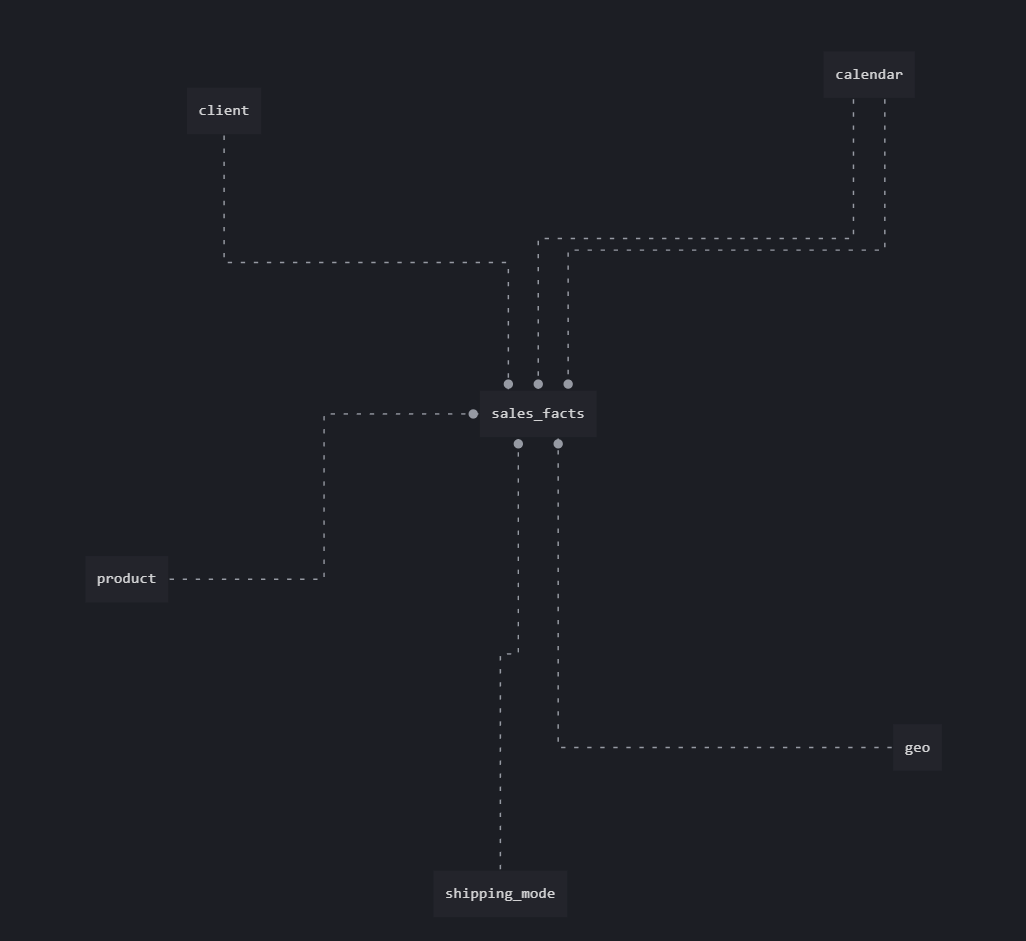 calendar
client
sales_facts
product
geo
shipping_mode